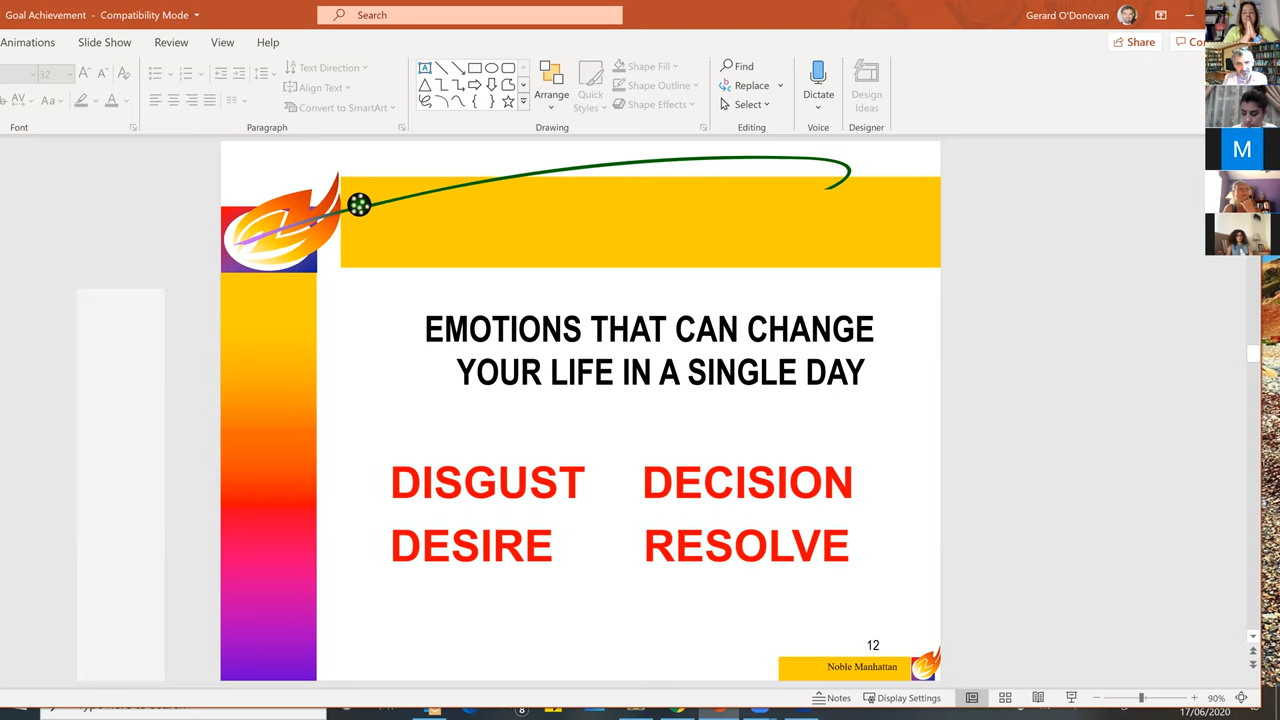 Goal Achievement - Compatibility Mode
Search
Gerard O'Donovan
Animations Slide Show Review View Help
Share
32
Aa
Text Direction
Align Text
Convert to SmartArt
Arrange
Quick Styles
Shape Fill
Shape Outline
Shape Effects
Find
Replace
Select
Dictate
Design Ideas
Font Paragraph Drawing Editing Voice Designer
M
EMOTIONS THAT CAN CHANGE
YOUR LIFE IN A SINGLE DAY
DISGUST DECISION
DESIRE RESOLVE
12
Noble Manhattan
Notes Display Settings 90%
17/06/2020